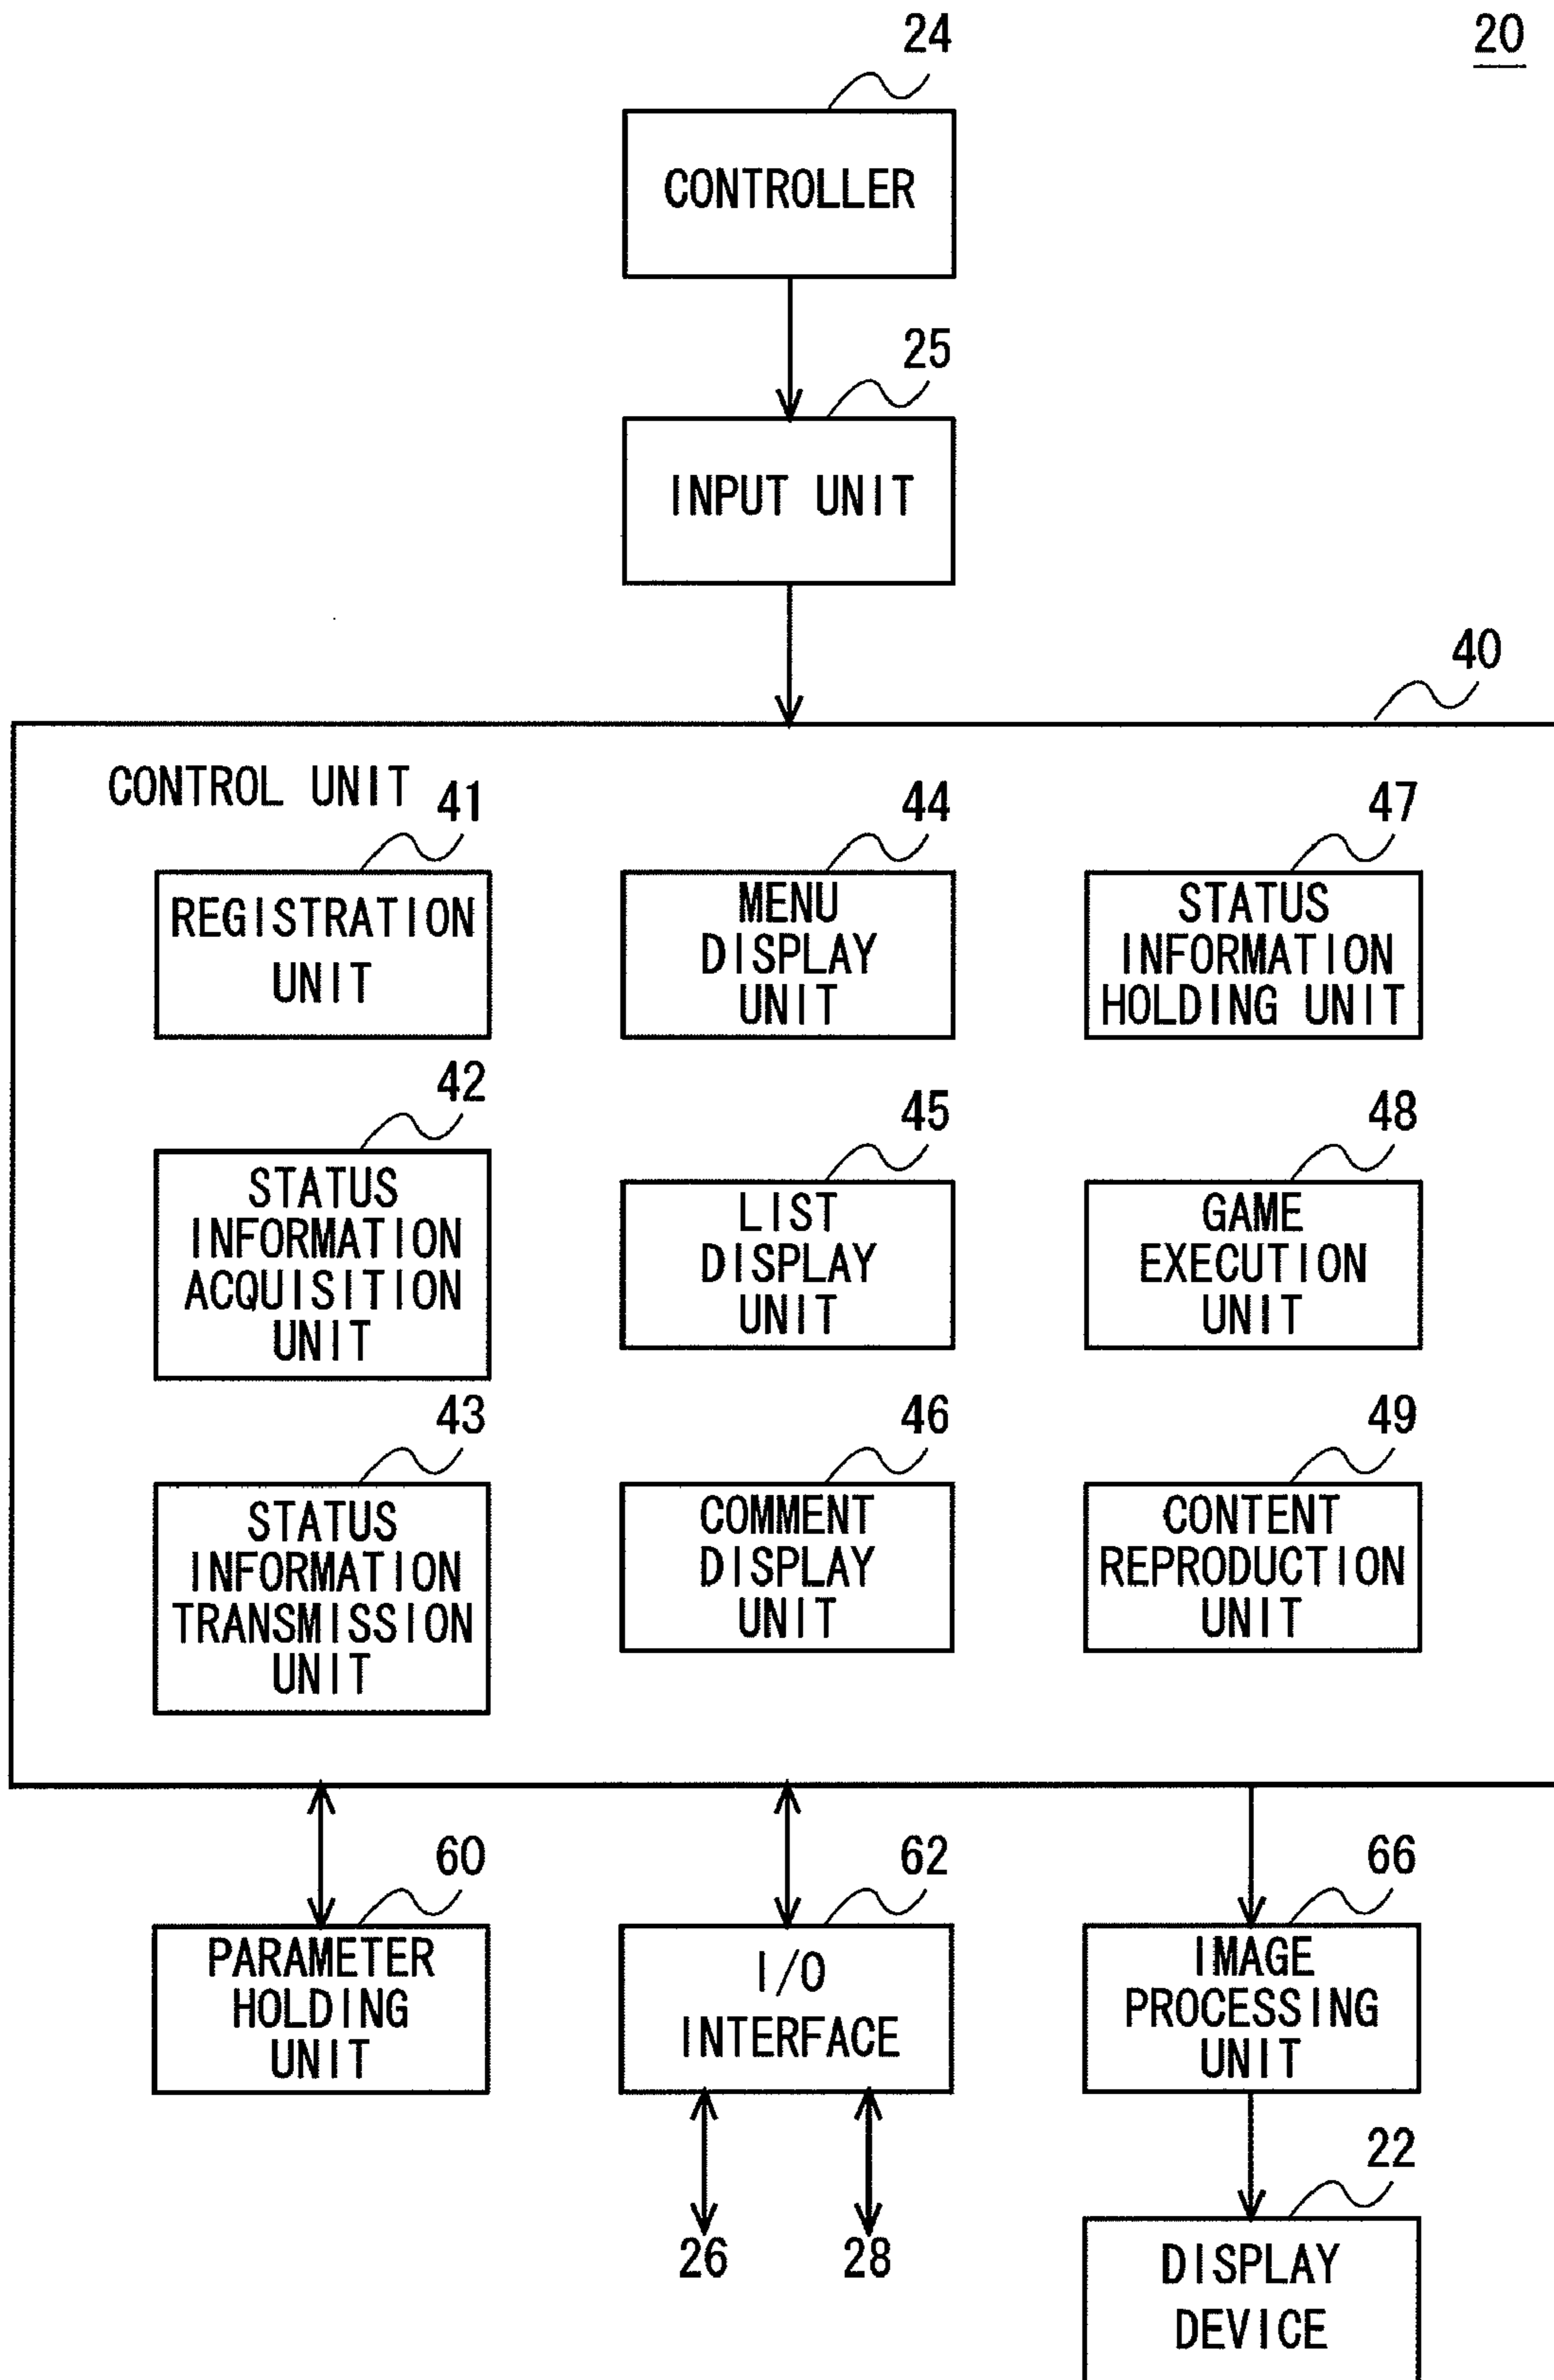 24
20
CONTROLLER
25
INPUT UNIT
40
CONTROL UNIT
41
44
47
REGISTRATION
UNIT
MENU
DISPLAY
UNIT
STATUS
INFORMATION
HOLDING UNIT
42
45
48
STATUS
INFORMATION
ACQUISITION
UNIT
LIST
DISPLAY
UNIT
GAME
EXECUTION
UNIT
43
46
49
STATUS
INFORMATION
TRANSMISSION
UNIT
COMMENT
DISPLAY
UNIT
CONTENT
REPRODUCTION
UNIT
60
62
66
PARAMETER
HOLDING
UNIT
I/O
INTERFACE
IMAGE
PROCESSING
UNIT
26
28
22
DISPLAY
DEVICE